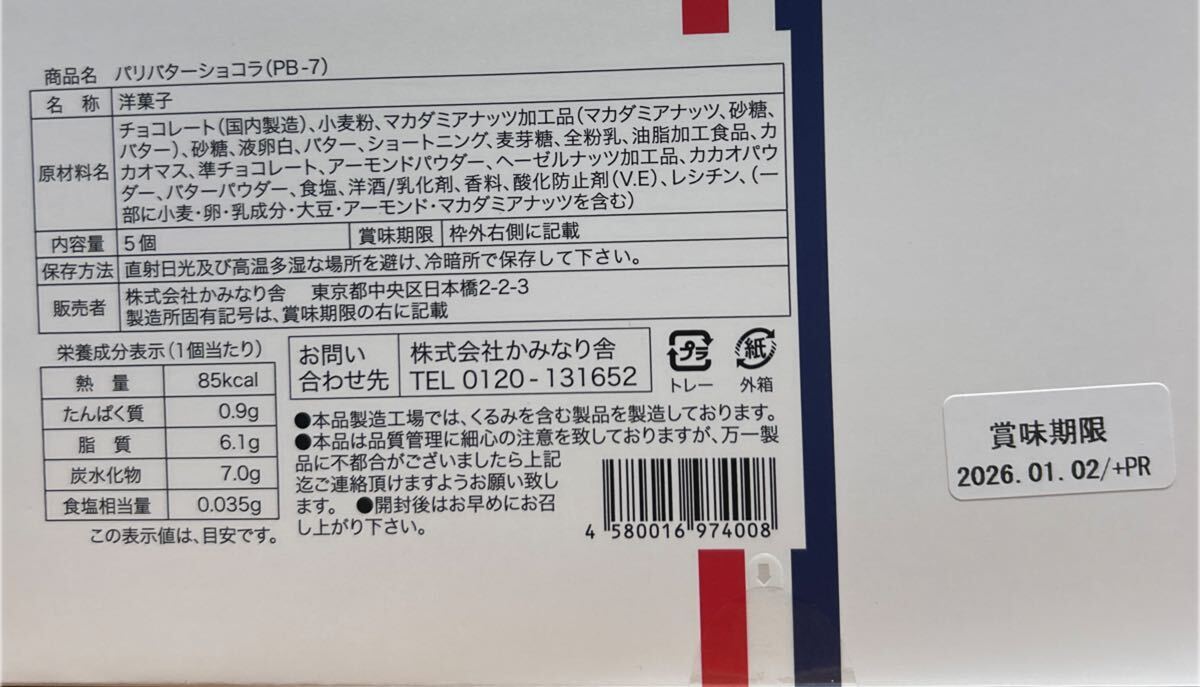 商品名 パリバターショコラ(PB-7)
名 称 洋菓子
原材料名
チョコレート(国内製造)、小麦粉、マカダミアナッツ加工品(マカダミアナッツ、砂糖、
バター)、砂糖、液卵白、バター、ショートニング、麦芽糖、全粉乳、油脂加工食品、カ
カオマス、準チョコレート、アーモンドパウダー、ヘーゼルナッツ加工品、カカオパウ
ダー、バターパウダー、食塩、洋酒/乳化剤、香料、酸化防止剤(V.E)、レシチン、(一
部に小麦・卵・乳成分・大豆・アーモンド・マカダミアナッツを含む)
内容量 5個 賞味期限 枠外右側に記載
保存方法 直射日光及び高温多湿な場所を避け、冷暗所で保存して下さい。
販売者
株式会社かみなり舎 東京都中央区日本橋2-2-3
製造所固有記号は、賞味期限の右に記載
栄養成分表示(1個当たり)
熱 量 85kcal
たんぱく質 0.9g
脂 質 6.1g
炭水化物 7.0g
食塩相当量 0.035g
この表示値は、目安です。
お問い
合わせ先
株式会社かみなり舎
TEL 0120-131652
プラ
トレー
紙
外箱
●本品製造工場では、くるみを含む製品を製造しております。
●本品は品質管理に細心の注意を致しておりますが、万一製
品に不都合がございましたら上記
迄ご連絡頂けますようお願い致し
ます。 ●開封後はお早めにお召
し上がり下さい。
4 580016 974008
賞味期限
2026.01.02/+PR